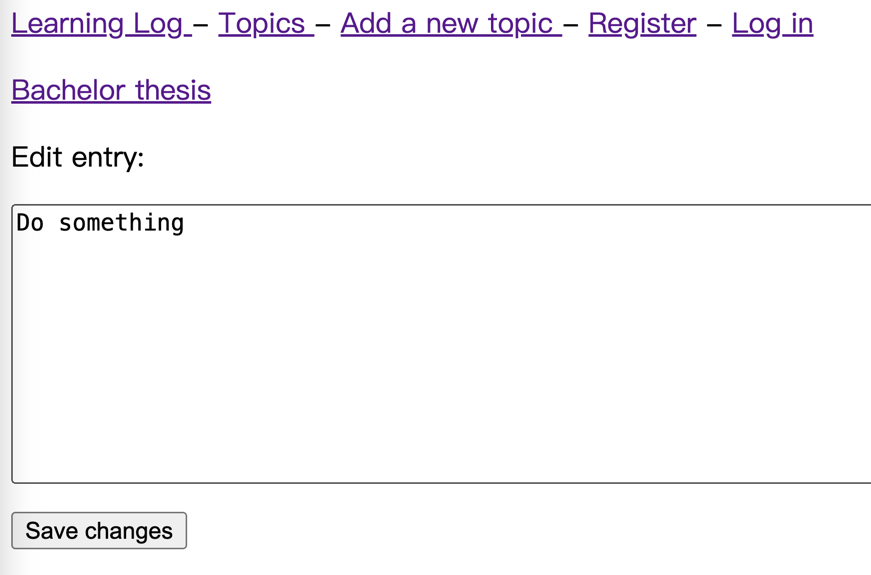 Learning Log – Topics – Add a new topic – Register – Log in
Bachelor thesis
Edit entry:
Do something
Save changes